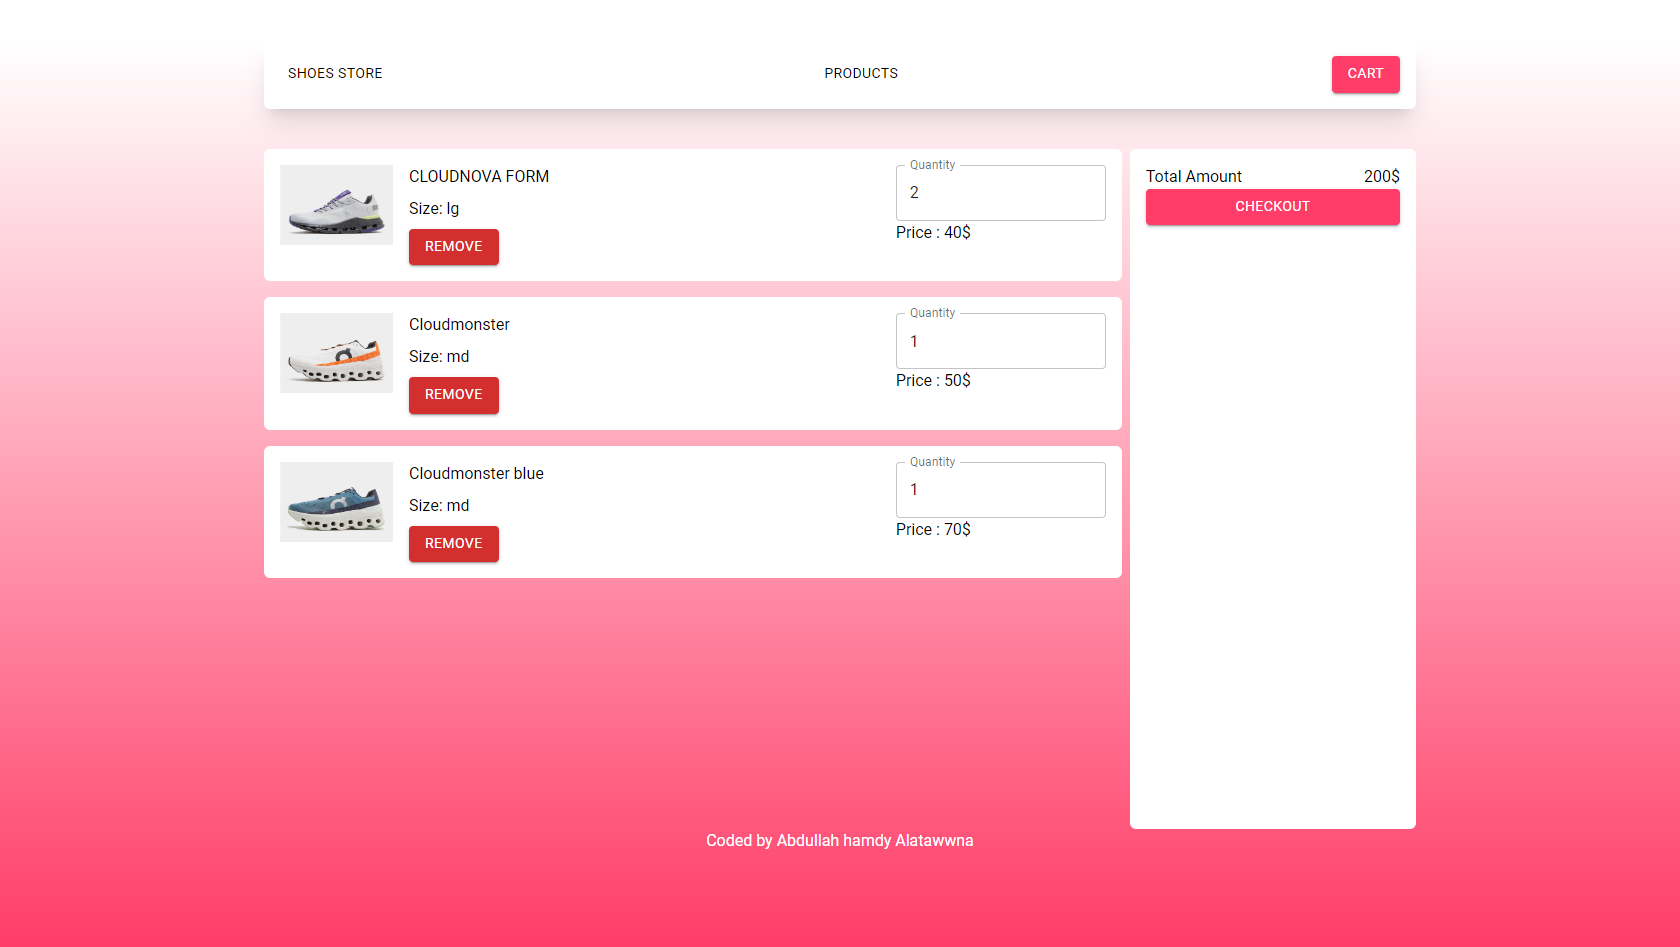 SHOES STORE
PRODUCTS
CART
CLOUDNOVA FORM
Size: lg
REMOVE
Quantity
2
Price : 40$
Cloudmonster
Size: md
REMOVE
Quantity
1
Price : 50$
Cloudmonster blue
Size: md
REMOVE
Quantity
1
Price : 70$
Total Amount 200$
CHECKOUT
Coded by Abdullah hamdy Alatawwna